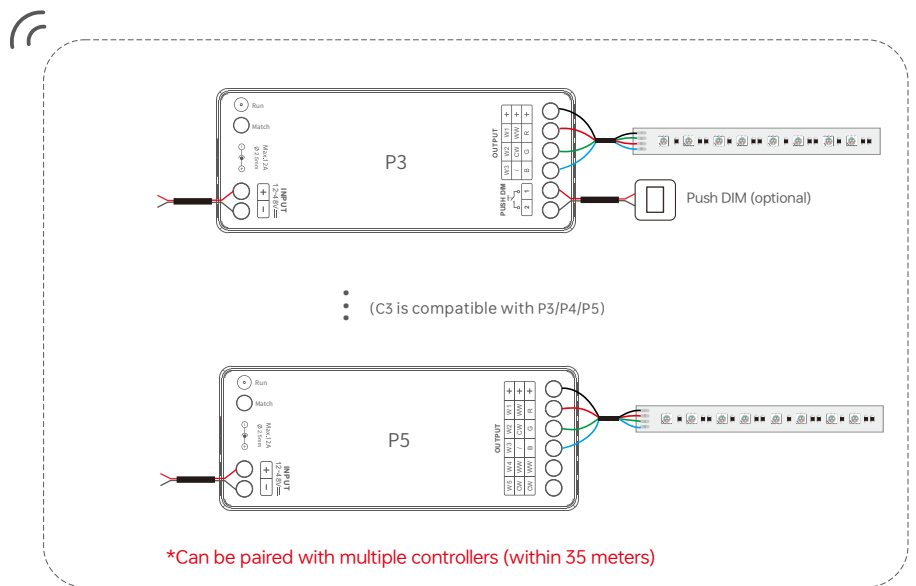 Run
Match
Max.12A
Ø 2.5mm
INPUT
12~48V
+
−
P3
OUTPUT
+ + +
W1 WW R
W2 CW G
W3 / B
PUSH DIM
1
2
Push DIM (optional)
(C3 is compatible with P3/P4/P5)
Run
Match
Max.12A
Ø 2.5mm
INPUT
12~48V
+
−
P5
OUTPUT
+ + +
W1 WW R
W2 CW G
W3 / B
W4 WW WW
W5 CW CW
*Can be paired with multiple controllers (within 35 meters)